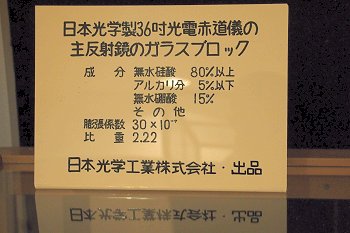 日本光学製36吋光電赤道儀の
主反射鏡のガラスブロック
成分 無水硅酸 80%以上
アルカリ分 5%以下
無水硼酸 15%
その他
膨張係数 30×10⁻⁷
比重 2.22
日本光学工業株式会社・出品